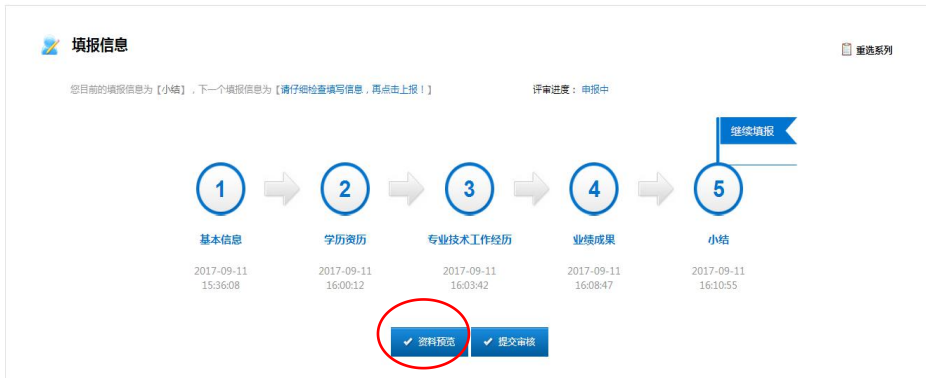 填报信息
重选系列
您目前的填报信息为【小结】，下一个填报信息为【请仔细检查填写信息，再点击上报！】 评审进度： 申报中
继续填报
1 2 3 4 5
基本信息 学历资历 专业技术工作经历 业绩成果 小结
2017-09-11 2017-09-11 2017-09-11 2017-09-11 2017-09-11
15:36:08 16:00:12 16:03:42 16:08:47 16:10:55
资料预览 提交审核